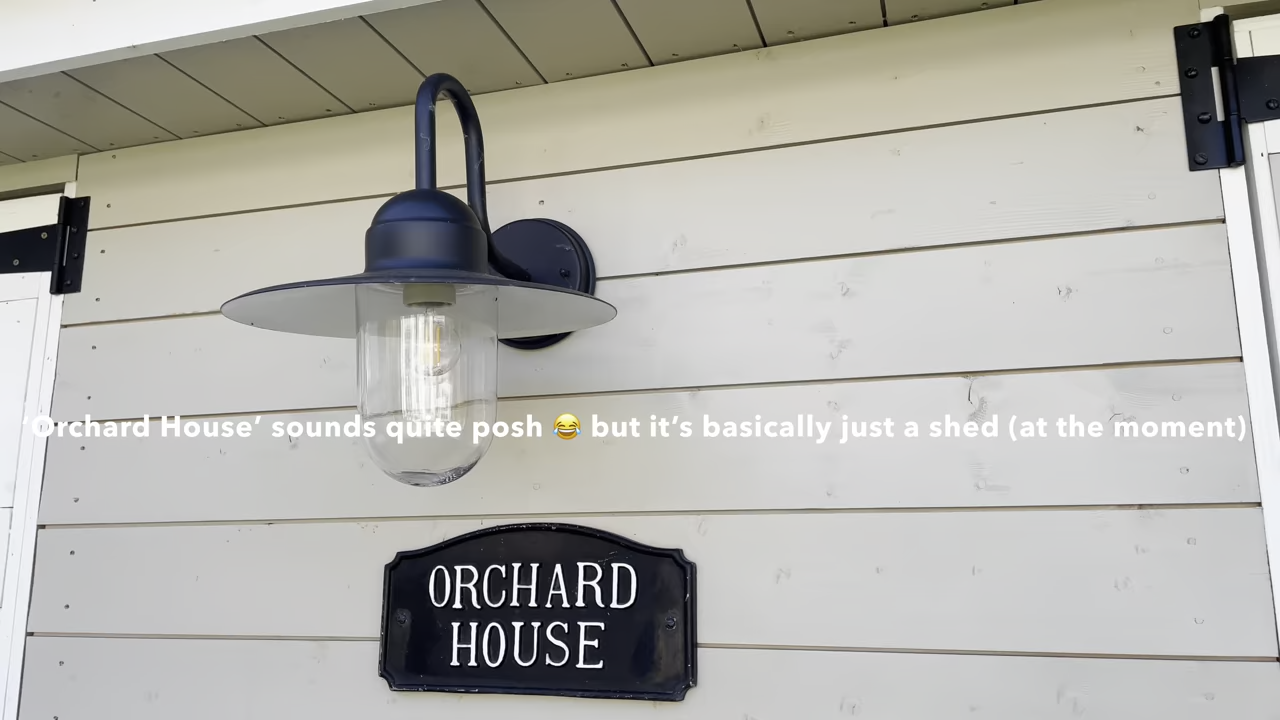 ‘Orchard House’ sounds quite posh 😂 but it’s basically just a shed (at the moment)
ORCHARD
HOUSE